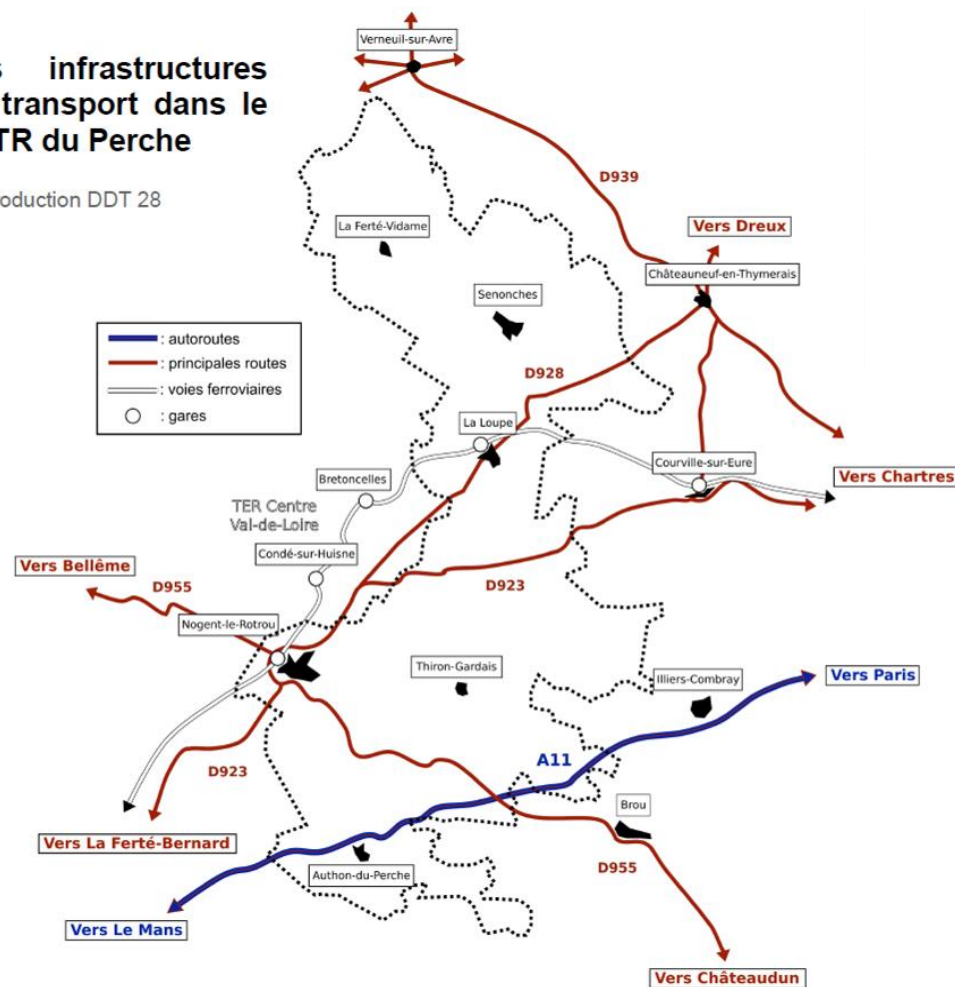 Verneuil-sur-Avre
infrastructures
transport dans le
TR du Perche
oduction DDT 28
D939
La Ferté-Vidame
Vers Dreux
Châteauneuf-en-Thymerais
Senonches
: autoroutes
: principales routes
: voies ferroviaires
: gares
D928
La Loupe
Courville-sur-Eure
Vers Chartres
Bretoncelles
TER Centre
Val-de-Loire
Condé-sur-Huisne
Vers Bellême
D955
D923
Nogent-le-Rotrou
Thiron-Gardais
Illiers-Combray
Vers Paris
A11
D923
Brou
Vers La Ferté-Bernard
D955
Authon-du-Perche
Vers Le Mans
Vers Châteaudun